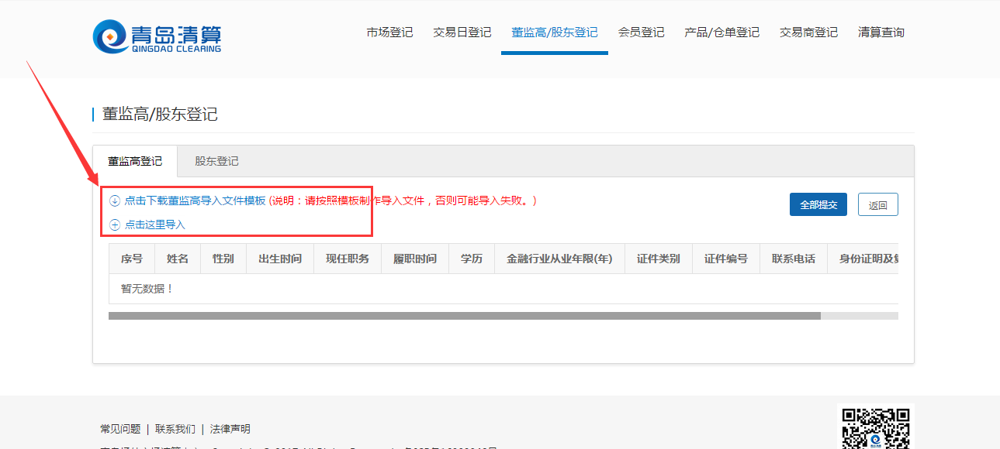 青岛清算
QINGDAO CLEARING
市场登记 交易日登记 董监高/股东登记 会员登记 产品/仓单登记 交易商登记 清算查询
董监高/股东登记
董监高登记 股东登记
点击下载董监高导入文件模板 (说明：请按照模板制作导入文件，否则可能导入失败。)
全部提交 返回
点击这里导入
序号 姓名 性别 出生时间 现任职务 履职时间 学历 金融行业从业年限(年) 证件类别 证件编号 联系电话 身份证明及
暂无数据！
常见问题 | 联系我们 | 法律声明